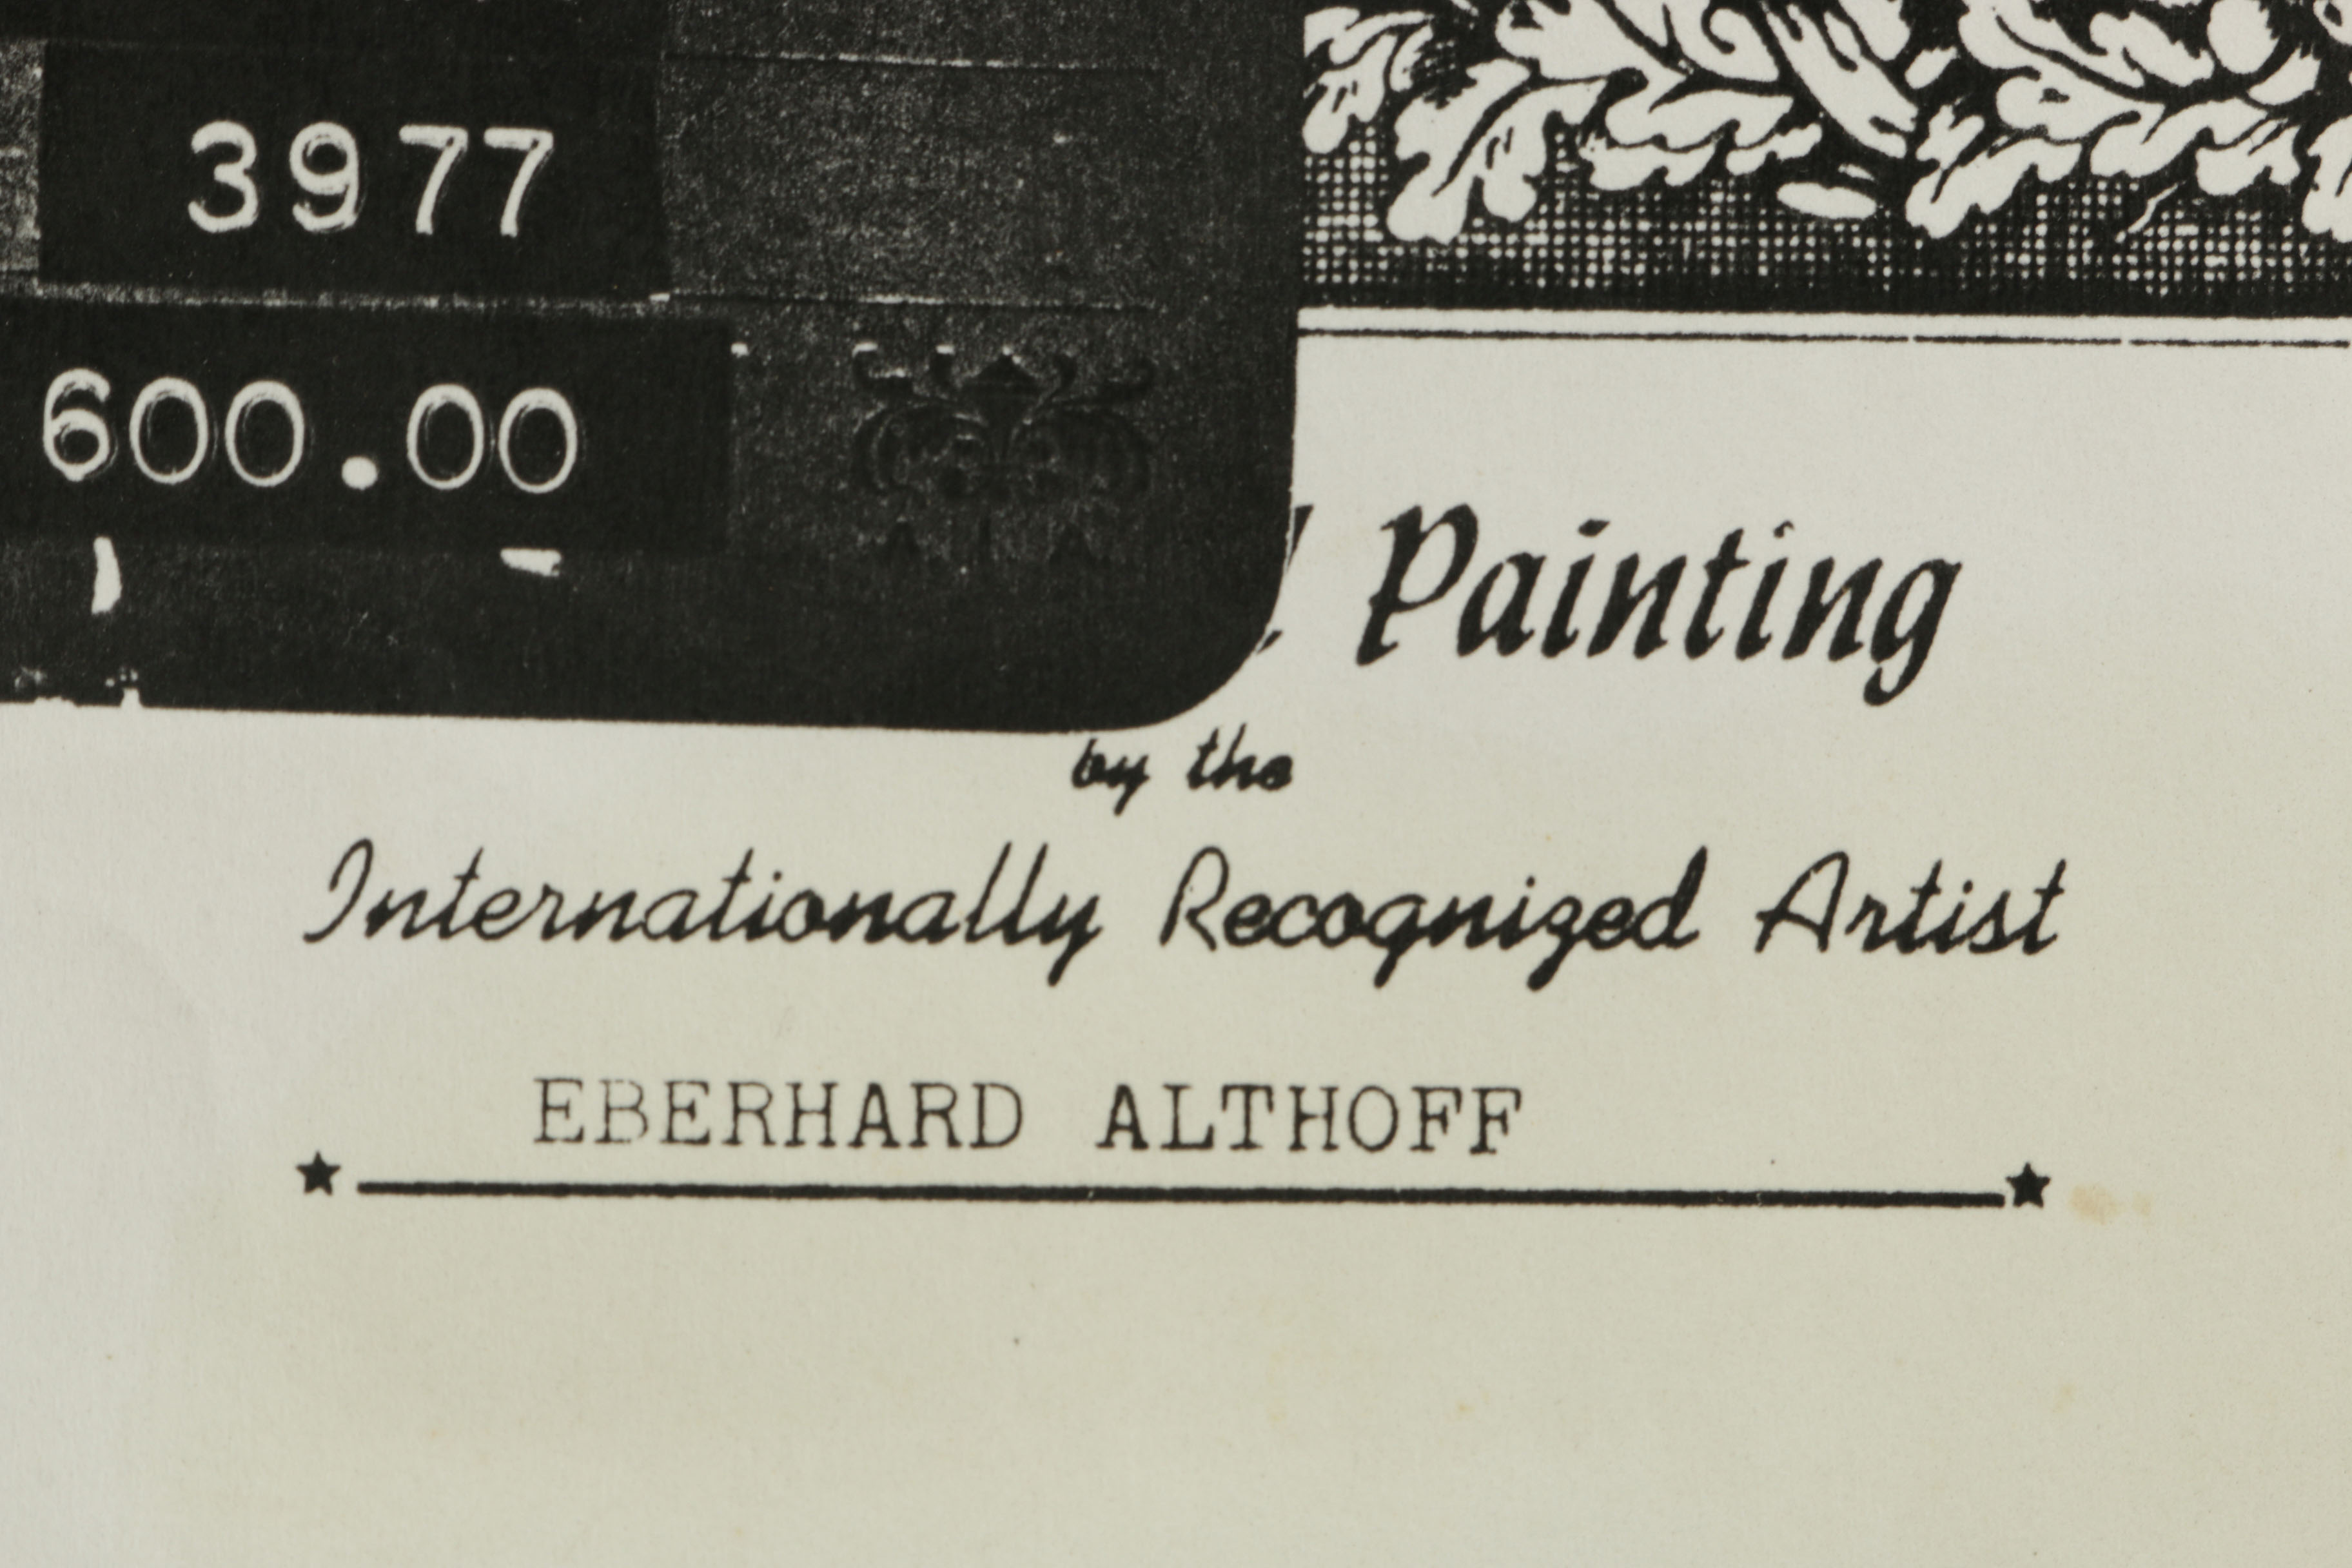 3977
600.00
Painting
by the
Internationally Recognized Artist
EBERHARD ALTHOFF